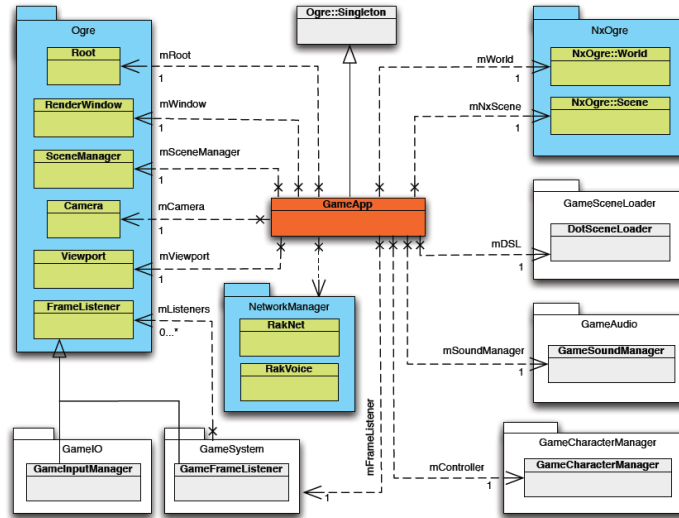 Ogre
Root
RenderWindow
SceneManager
Camera
Viewport
FrameListener
mRoot
1
mWindow
1
mSceneManager
1
mCamera
1
mViewport
1
mListeners
0...*
Ogre::Singleton
GameApp
NetworkManager
RakNet
RakVoice
mWorld
1
mNxScene
1
NxOgre
NxOgre::World
NxOgre::Scene
GameSceneLoader
DotSceneLoader
mDSL
1
GameAudio
GameSoundManager
mSoundManager
1
GameCharacterManager
GameCharacterManager
mController
1
mFrameListener
1
GameIO
GameInputManager
GameSystem
GameFrameListener